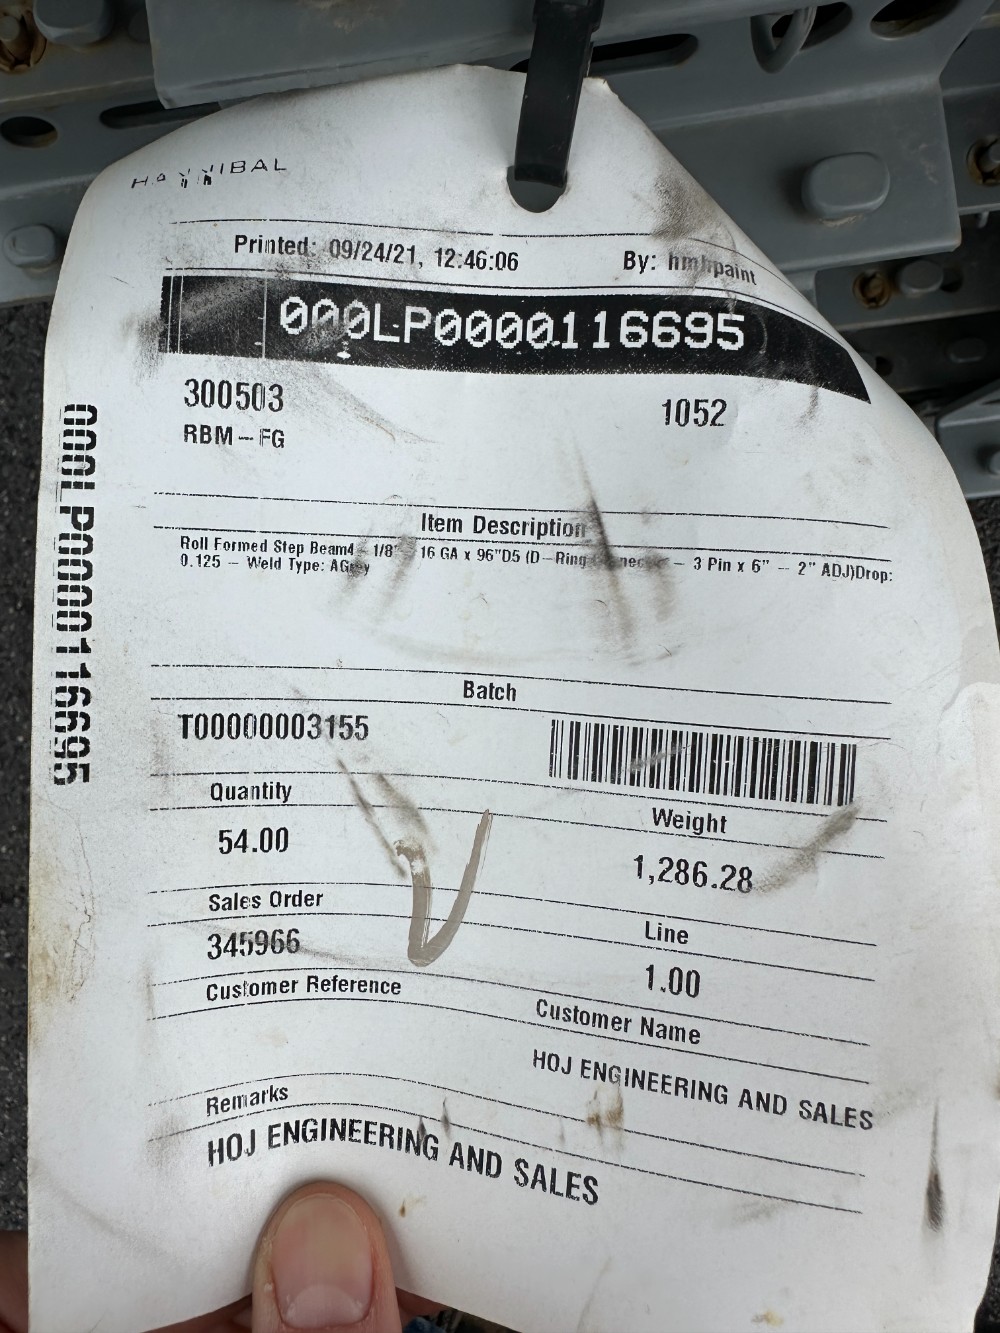 HANNIBAL
Printed: 09/24/21, 12:46:06 By: hmhpaint
000LP0000116695
300503 1052
RBM - FG
Item Description
Roll Formed Step Beam4 - 1/8" 16 GA x 96"D5 (D-Ring - 3 Pin x 6" - 2" ADJ)Drop:
0.125 - Weld Type: AGrey
Batch
T00000003155
Quantity Weight
54.00 1,286.28
Sales Order Line
345966 1.00
Customer Reference Customer Name
HOJ ENGINEERING AND SALES
Remarks
HOJ ENGINEERING AND SALES
000LP0000116695